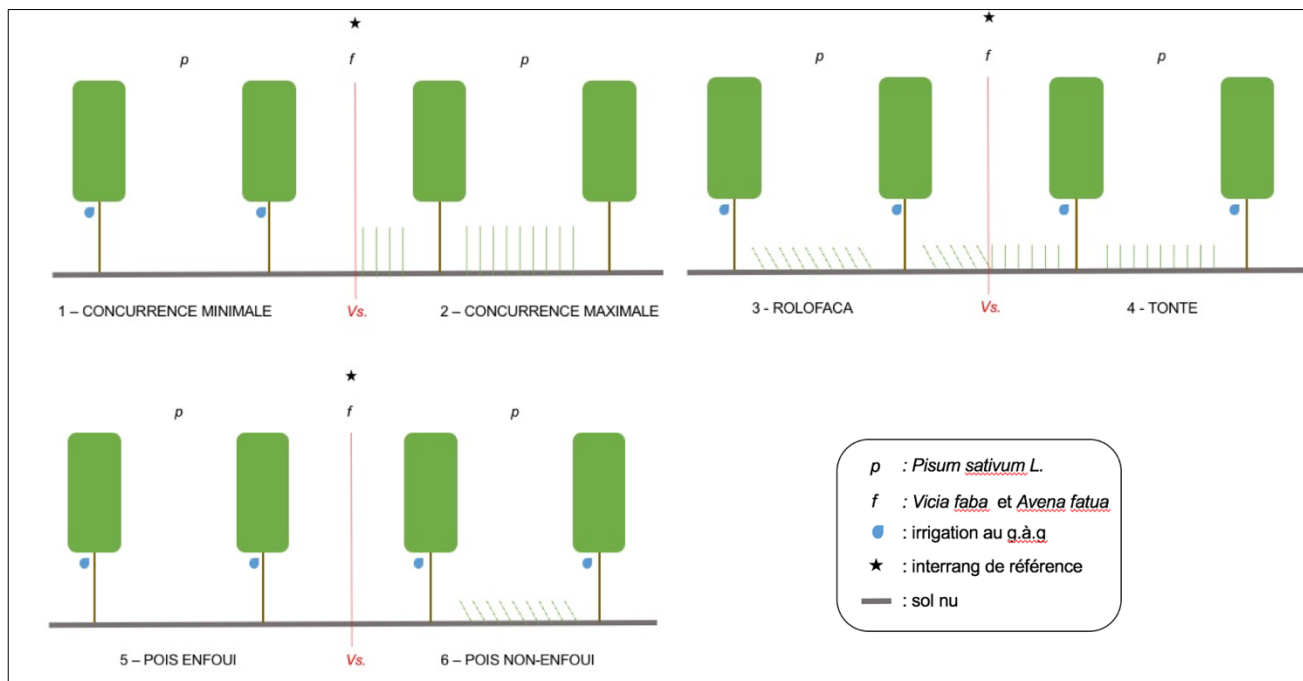 p f p
1 – CONCURRENCE MINIMALE Vs. 2 – CONCURRENCE MAXIMALE
p f p
3 - ROLOFACA Vs. 4 - TONTE
p f p
5 – POIS ENFOUI Vs. 6 – POIS NON-ENFOUI
p : Pisum sativum L.
f : Vicia faba et Avena fatua
: irrigation au g.à.g
: interrang de référence
: sol nu